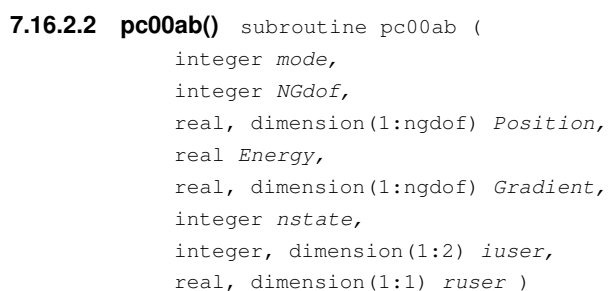 7.16.2.2 pc00ab() subroutine pc00ab (
integer mode,
integer NGdof,
real, dimension(1:ngdof) Position,
real Energy,
real, dimension(1:ngdof) Gradient,
integer nstate,
integer, dimension(1:2) iuser,
real, dimension(1:1) ruser )